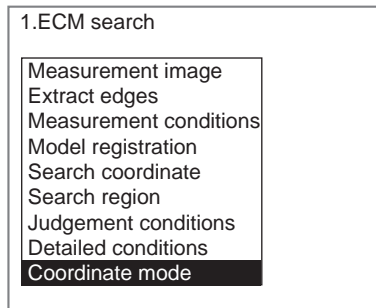 1.ECM search
Measurement image
Extract edges
Measurement conditions
Model registration
Search coordinate
Search region
Judgement conditions
Detailed conditions
Coordinate mode